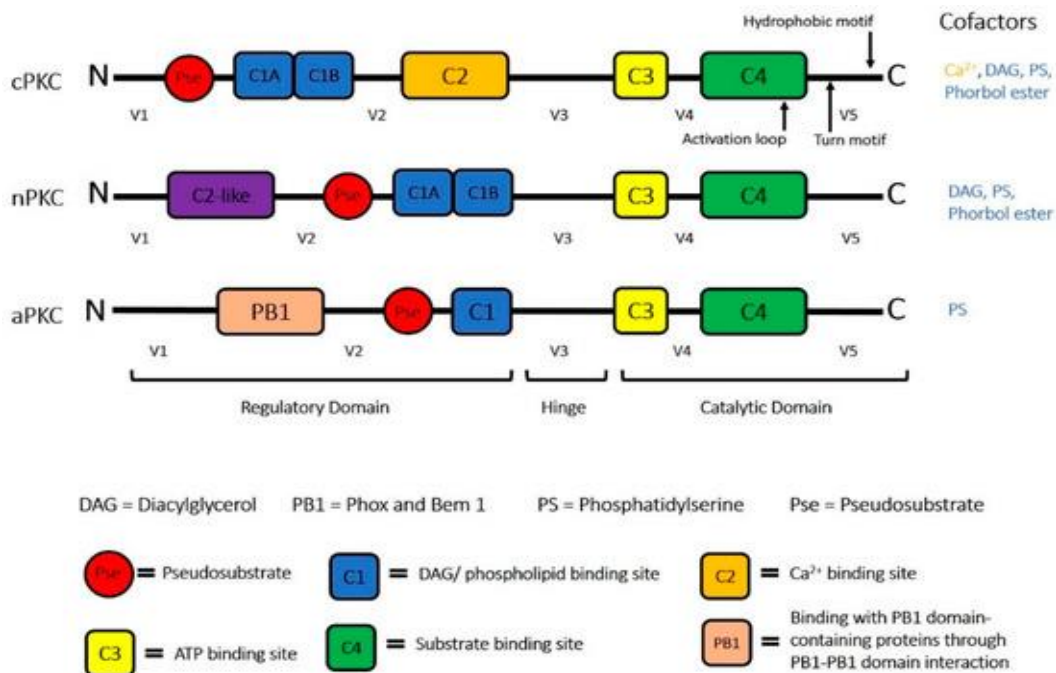 Hydrophobic motif
Cofactors
cPKC N Pse C1A C1B C2 C3 C4 C
Ca²⁺, DAG, PS,
Phorbol ester
V1 V2 V3 V4 V5
Activation loop
Turn motif
nPKC N C2-like Pse C1A C1B C3 C4 C
DAG, PS,
Phorbol ester
V1 V2 V3 V4 V5
aPKC N PB1 Pse C1 C3 C4 C
PS
V1 V2 V3 V4 V5
Regulatory Domain Hinge Catalytic Domain
DAG = Diacylglycerol PB1 = Phox and Bem 1 PS = Phosphatidylserine Pse = Pseudosubstrate
Pse = Pseudosubstrate
C1 = DAG/ phospholipid binding site
C2 = Ca²⁺ binding site
C3 = ATP binding site
C4 = Substrate binding site
PB1 = Binding with PB1 domain-
containing proteins through
PB1-PB1 domain interaction